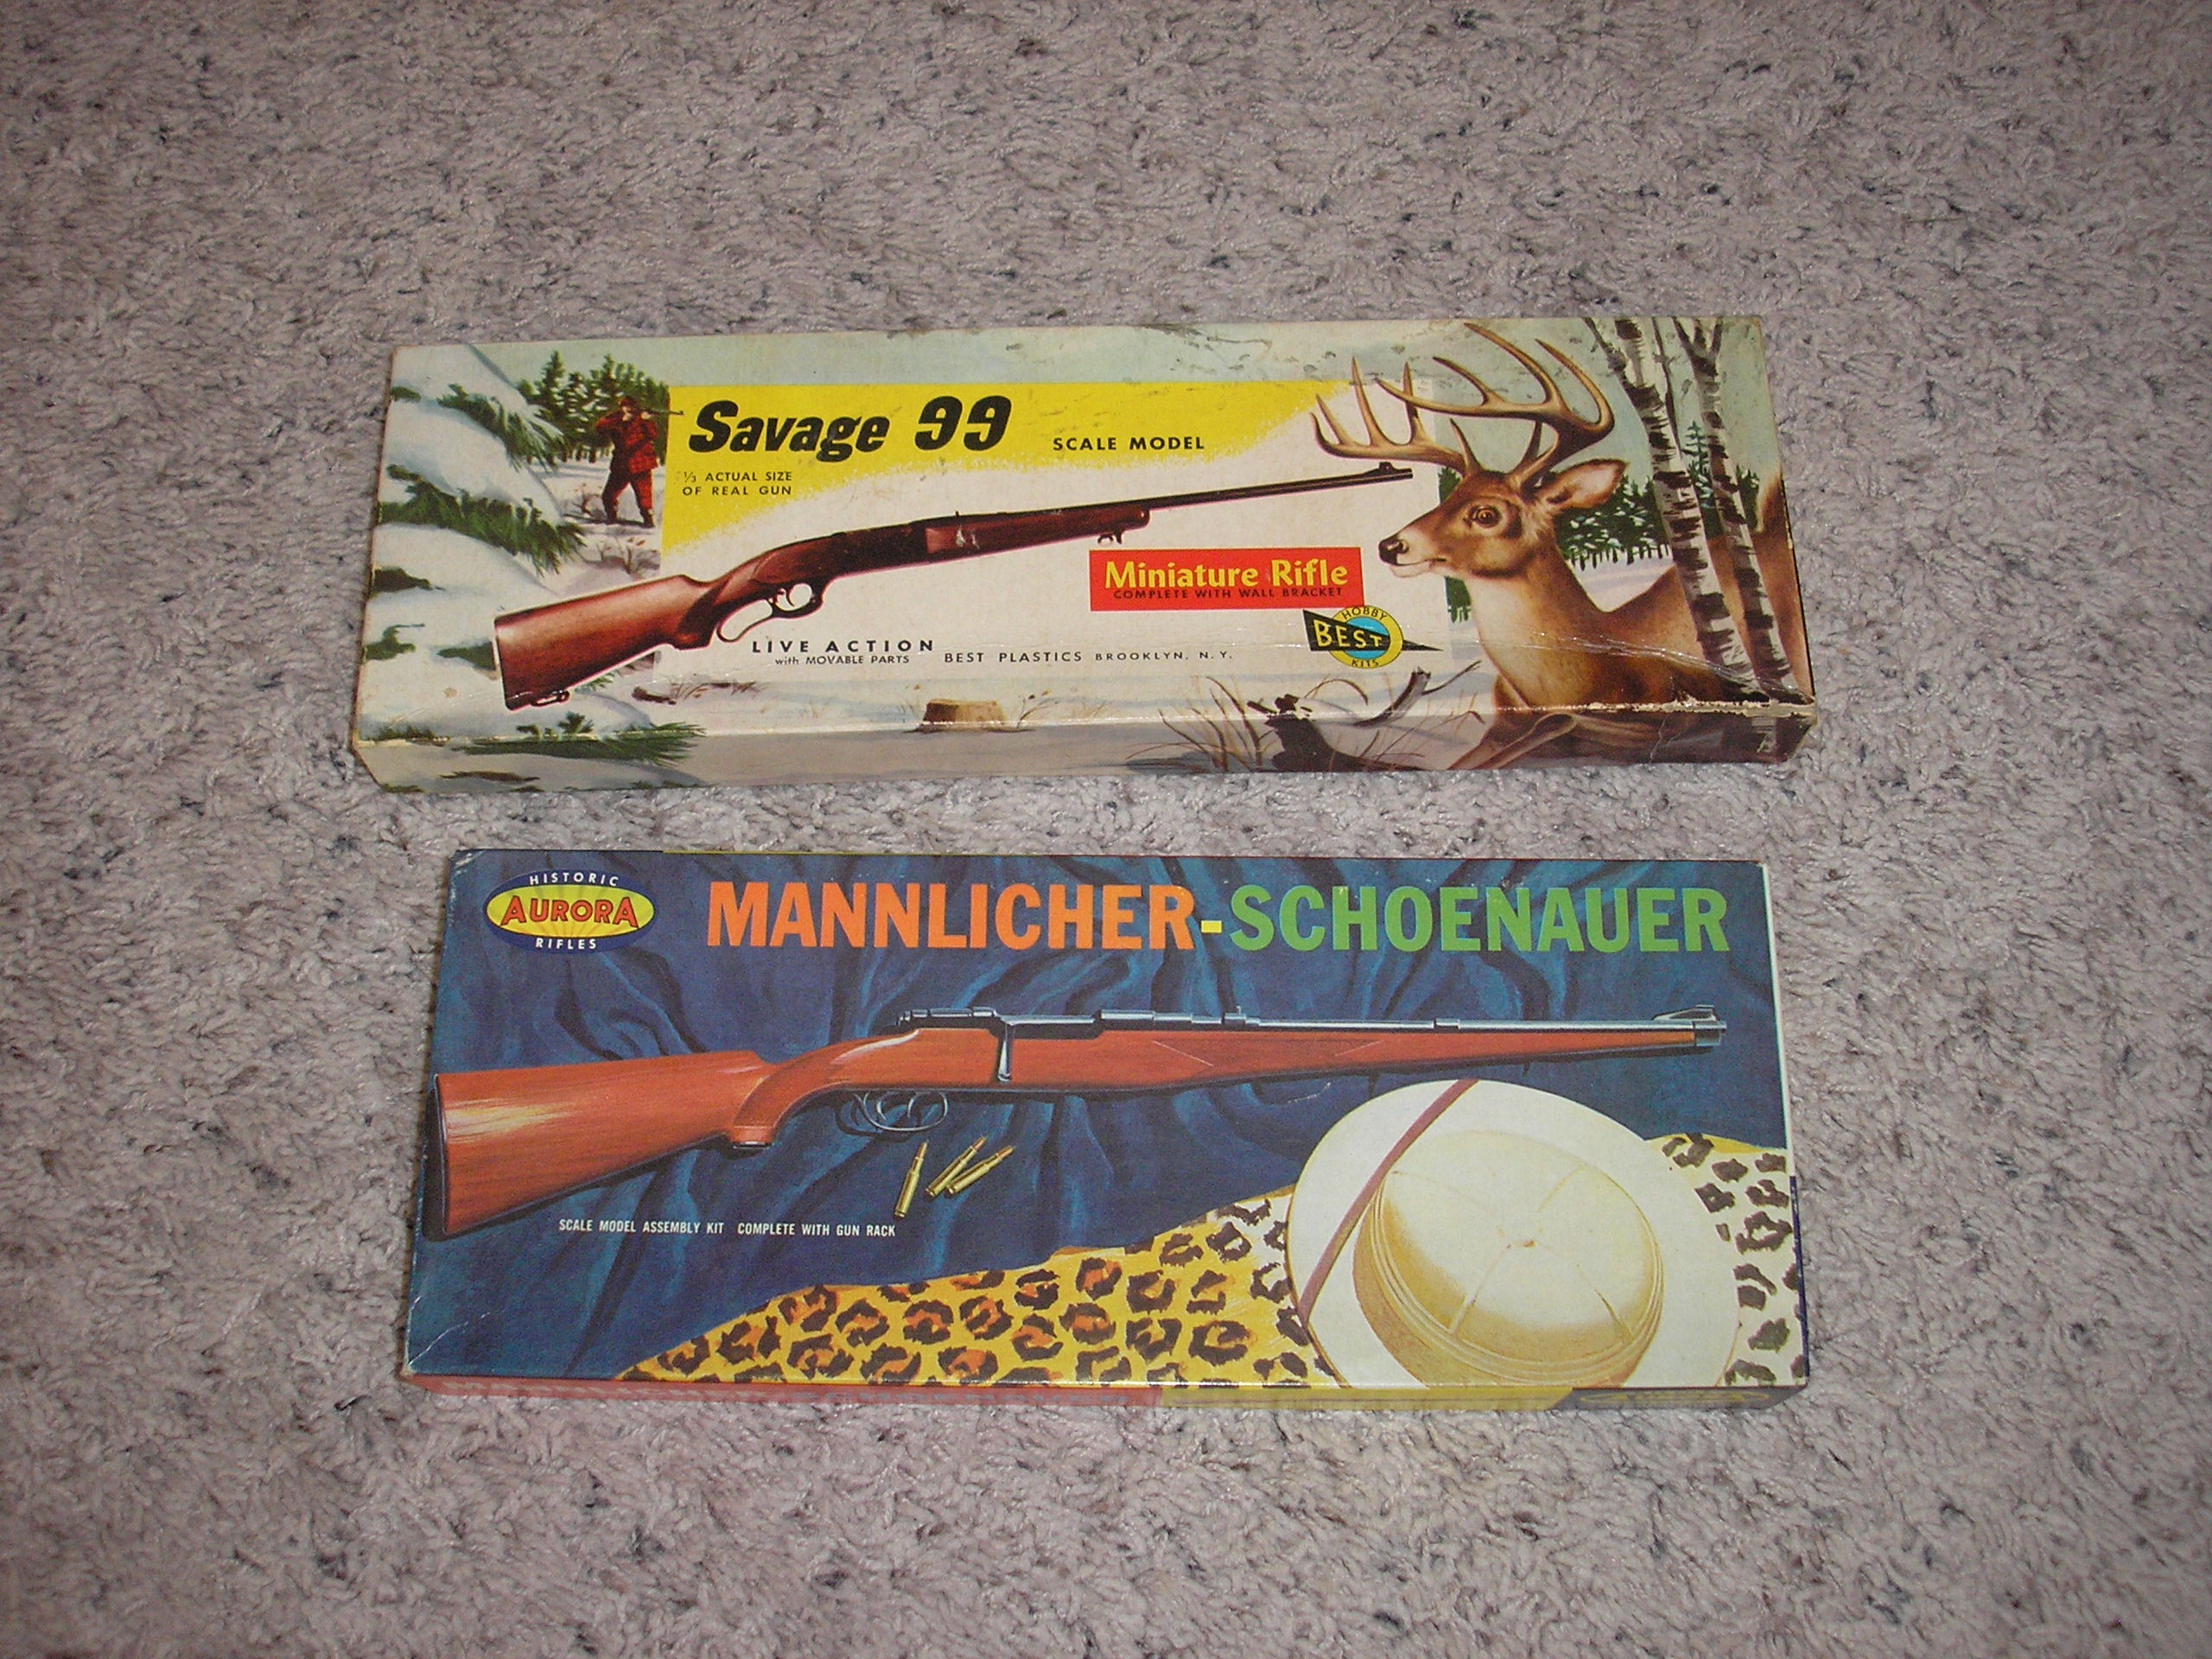 Savage 99
SCALE MODEL
1/3 ACTUAL SIZE
OF REAL GUN
Miniature Rifle
COMPLETE WITH WALL BRACKET
HOBBY
BEST
KITS
LIVE ACTION
with MOVABLE PARTS
BEST PLASTICS BROOKLYN, N.Y.
HISTORIC
AURORA
RIFLES
MANNLICHER-SCHOENAUER
SCALE MODEL ASSEMBLY KIT COMPLETE WITH GUN RACK